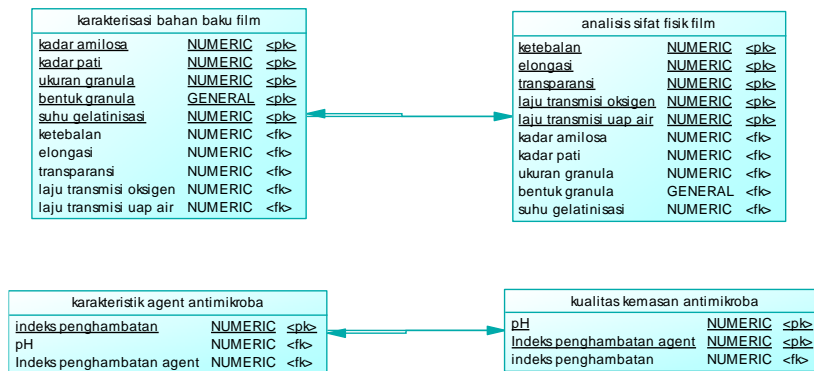 karakterisasi bahan baku film
kadar amilosa NUMERIC <pk>
kadar pati NUMERIC <pk>
ukuran granula NUMERIC <pk>
bentuk granula GENERAL <pk>
suhu gelatinisasi NUMERIC <pk>
ketebalan NUMERIC <fk>
elongasi NUMERIC <fk>
transparansi NUMERIC <fk>
laju transmisi oksigen NUMERIC <fk>
laju transmisi uap air NUMERIC <fk>
analisis sifat fisik film
ketebalan NUMERIC <pk>
elongasi NUMERIC <pk>
transparansi NUMERIC <pk>
laju transmisi oksigen NUMERIC <pk>
laju transmisi uap air NUMERIC <pk>
kadar amilosa NUMERIC <fk>
kadar pati NUMERIC <fk>
ukuran granula NUMERIC <fk>
bentuk granula GENERAL <fk>
suhu gelatinisasi NUMERIC <fk>
karakteristik agent antimikroba
indeks penghambatan NUMERIC <pk>
pH NUMERIC <fk>
Indeks penghambatan agent NUMERIC <fk>
kualitas kemasan antimikroba
pH NUMERIC <pk>
Indeks penghambatan agent NUMERIC <pk>
indeks penghambatan NUMERIC <fk>